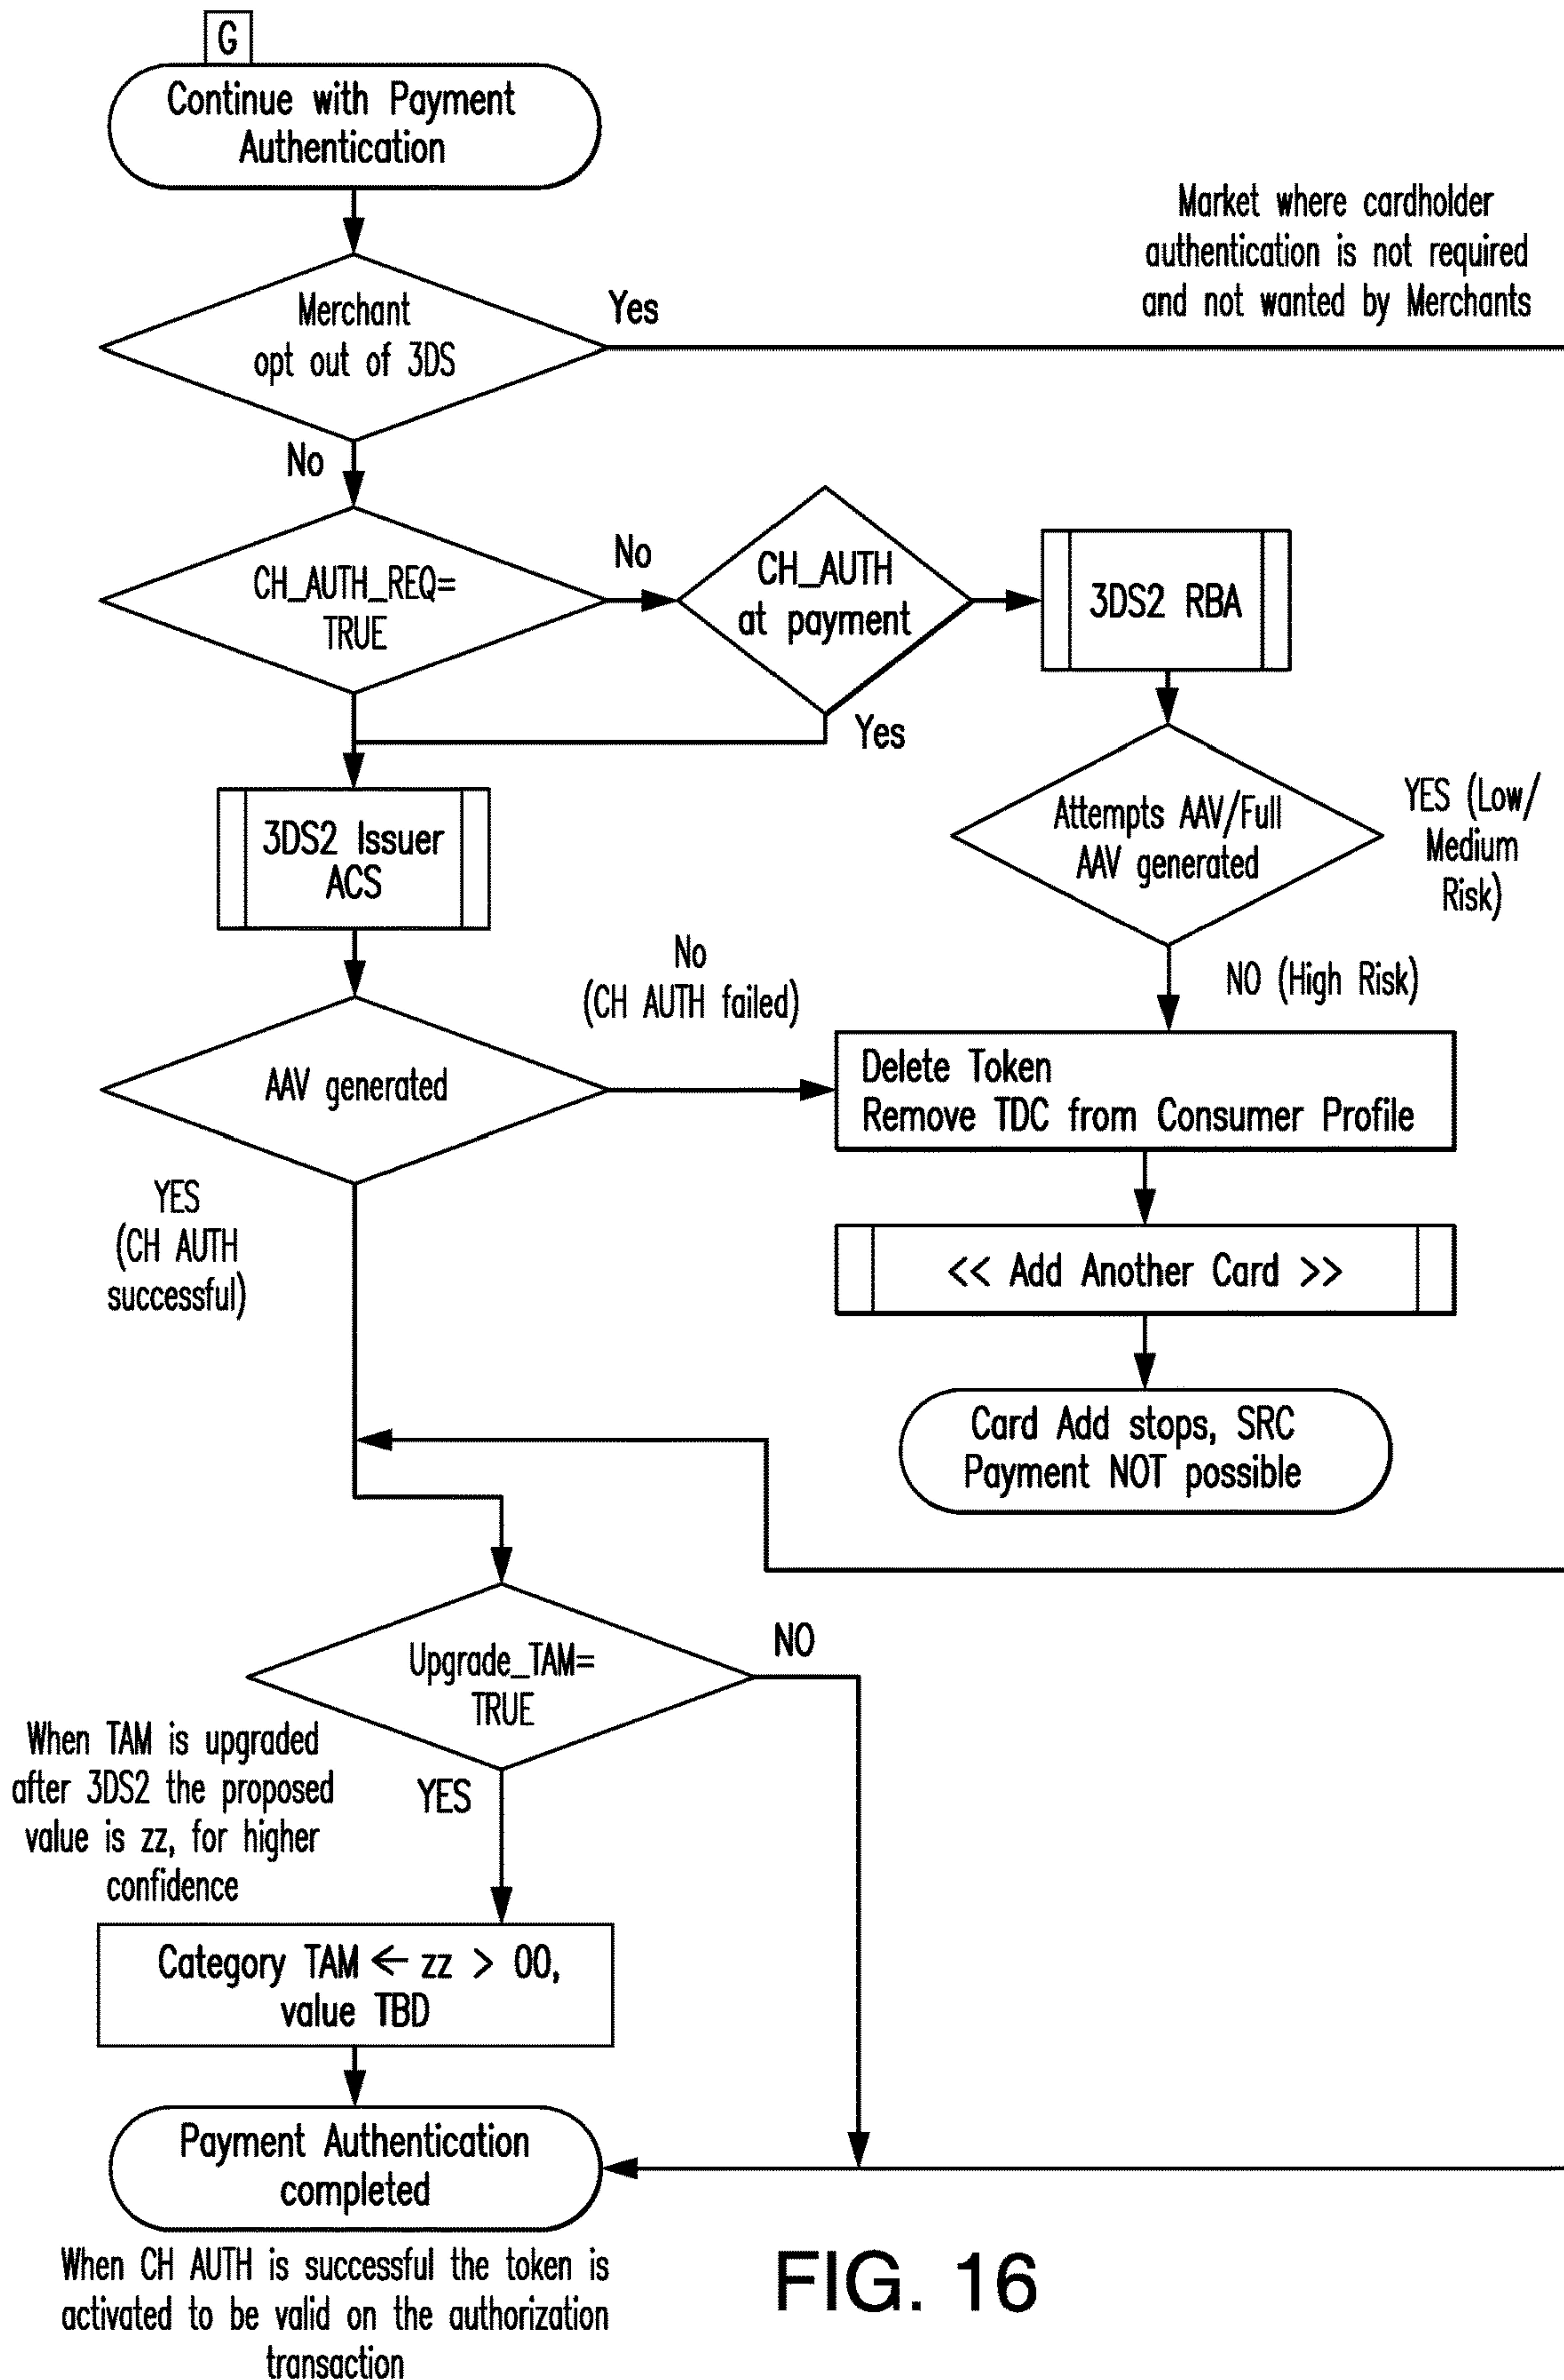 G
Continue with Payment
Authentication
Market where cardholder
authentication is not required
and not wanted by Merchants
Merchant
opt out of 3DS
Yes
No
CH_AUTH_REQ=
TRUE
No
CH_AUTH
at payment
Yes
3DS2 RBA
3DS2 Issuer
ACS
Attempts AAV/Full
AAV generated
YES (Low/
Medium
Risk)
NO (High Risk)
No
(CH AUTH failed)
AAV generated
Delete Token
Remove TDC from Consumer Profile
YES
(CH AUTH
successful)
<< Add Another Card >>
Card Add stops, SRC
Payment NOT possible
Upgrade_TAM=
TRUE
NO
YES
When TAM is upgraded
after 3DS2 the proposed
value is zz, for higher
confidence
Category TAM ← zz > 00,
value TBD
Payment Authentication
completed
When CH AUTH is successful the token is
activated to be valid on the authorization
transaction
FIG. 16